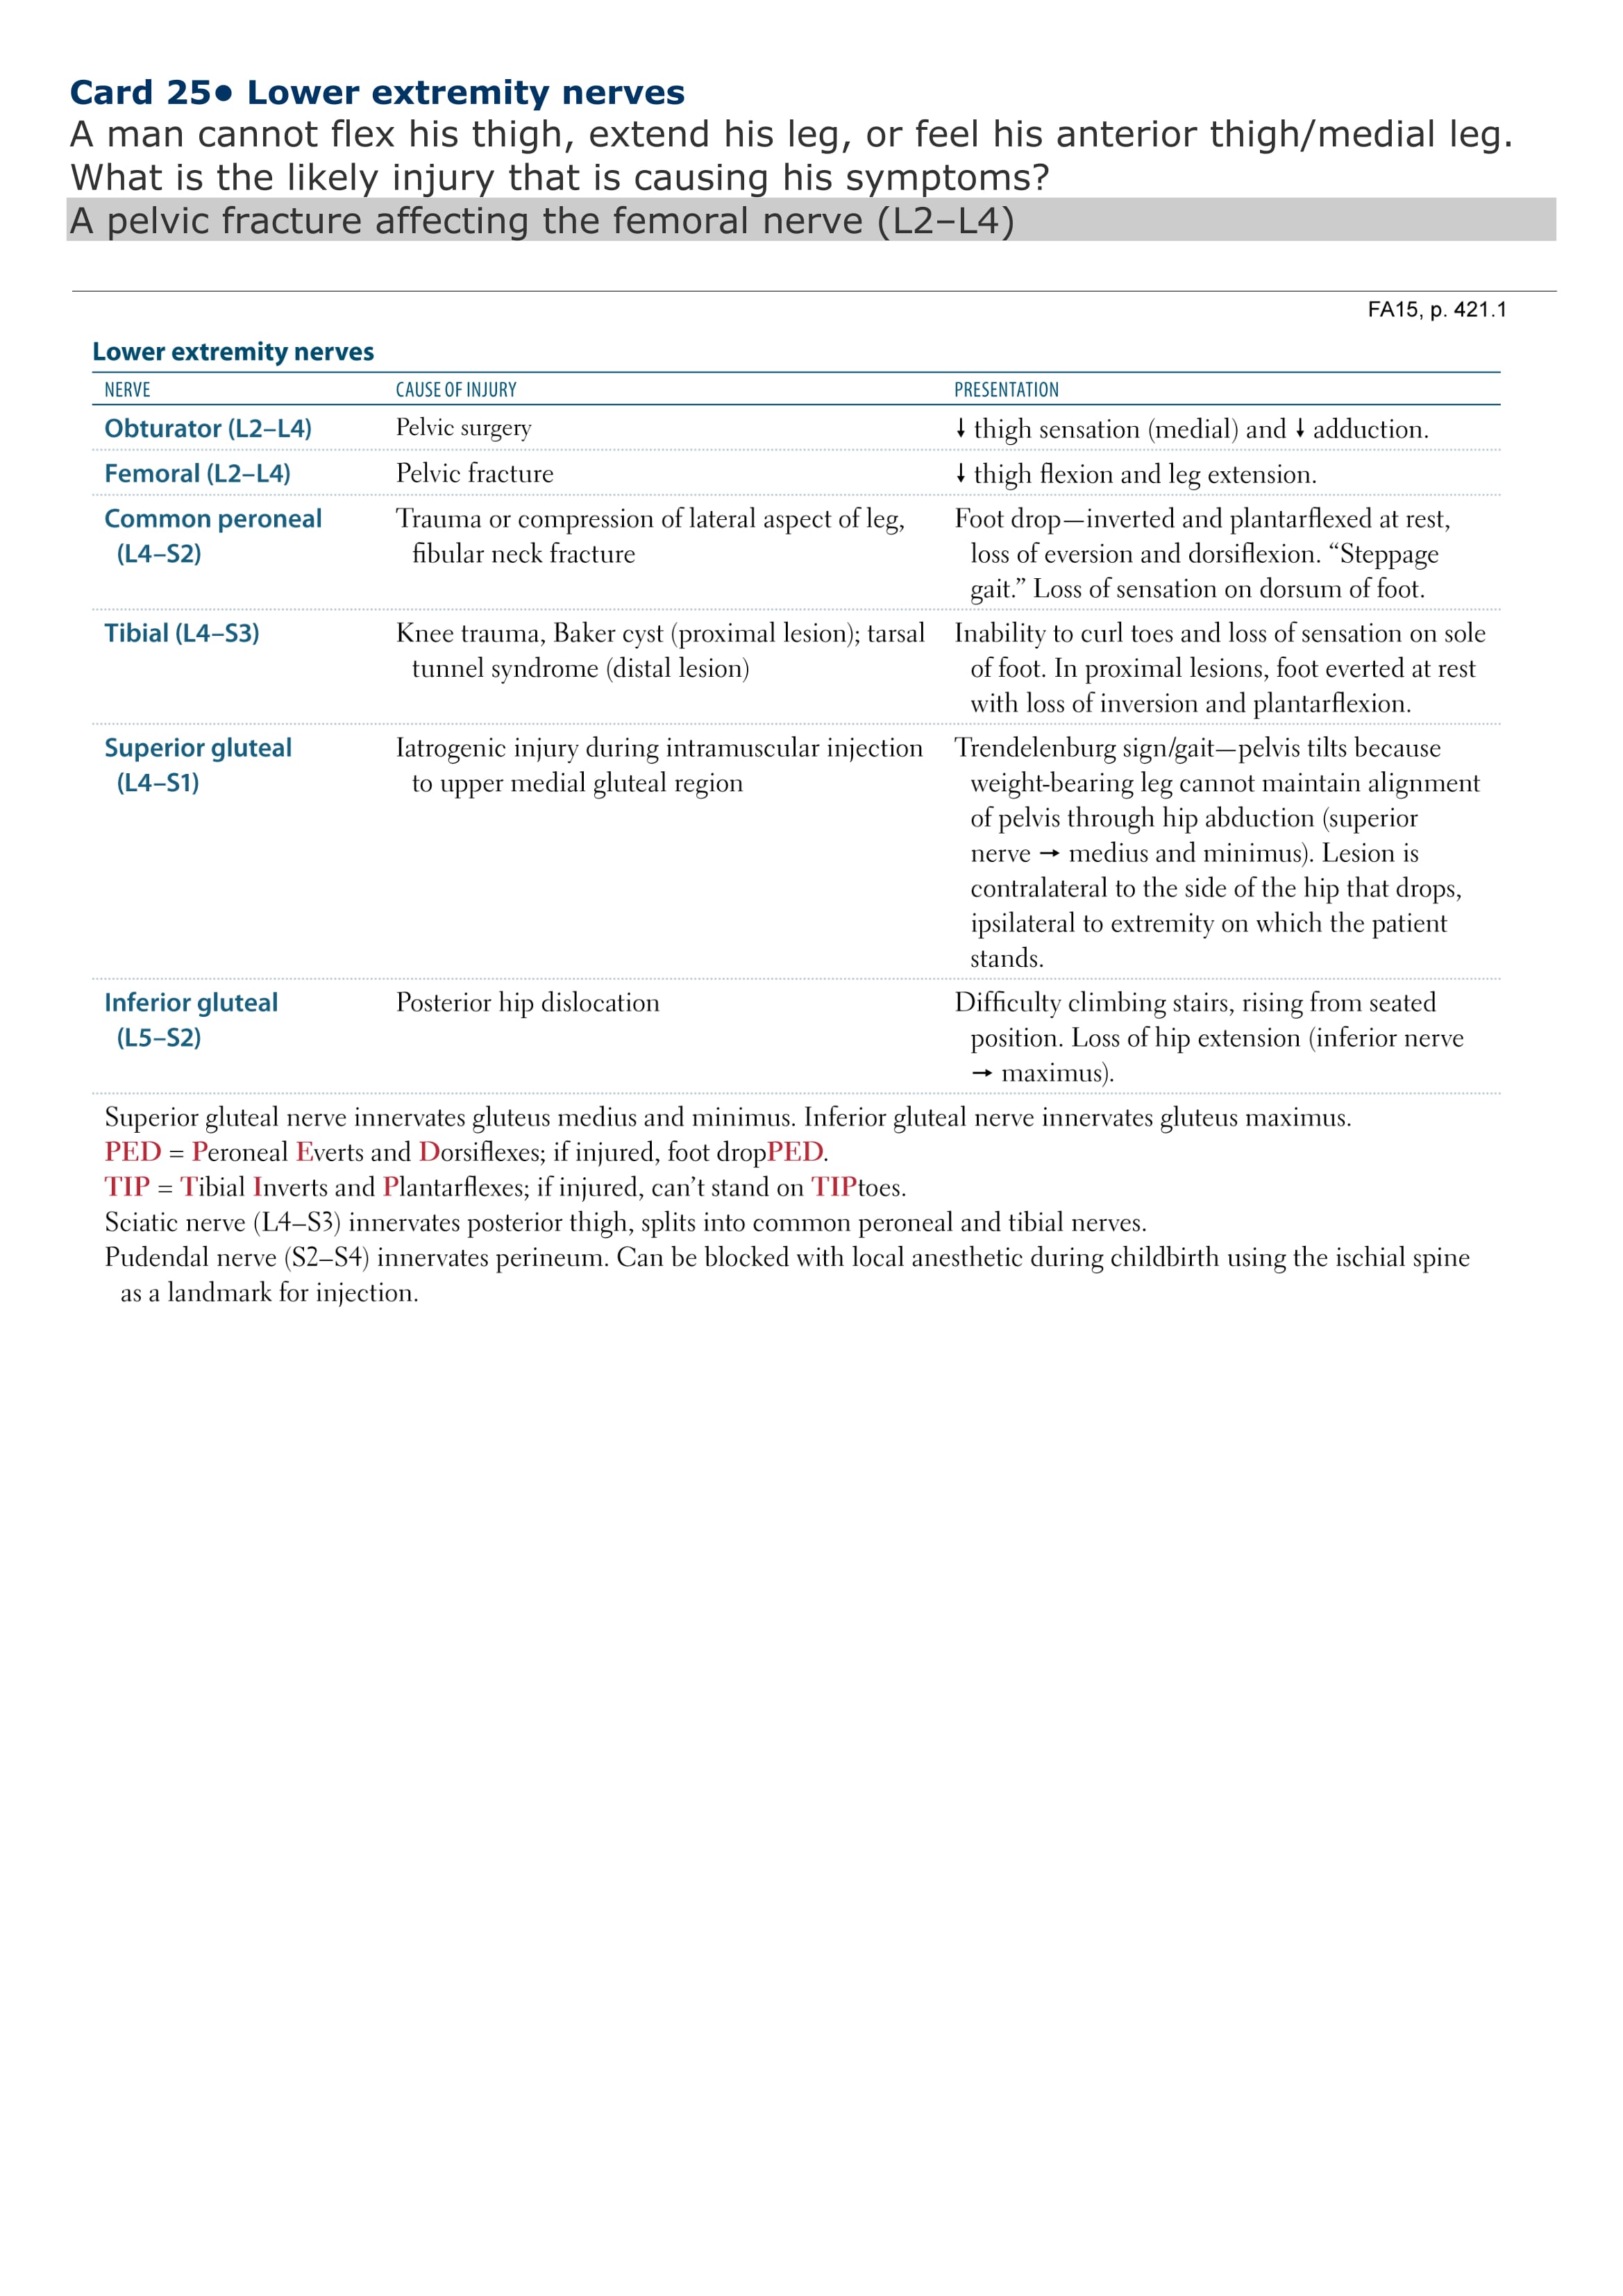 Card 25● Lower extremity nerves
A man cannot flex his thigh, extend his leg, or feel his anterior thigh/medial leg.
What is the likely injury that is causing his symptoms?
A pelvic fracture affecting the femoral nerve (L2–L4)
FA15, p. 421.1
Lower extremity nerves
NERVE CAUSE OF INJURY PRESENTATION
Obturator (L2–L4) Pelvic surgery ↓ thigh sensation (medial) and ↓ adduction.
Femoral (L2–L4) Pelvic fracture ↓ thigh flexion and leg extension.
Common peroneal Trauma or compression of lateral aspect of leg, Foot drop—inverted and plantarflexed at rest,
(L4–S2) fibular neck fracture loss of eversion and dorsiflexion. “Steppage
gait.” Loss of sensation on dorsum of foot.
Tibial (L4–S3) Knee trauma, Baker cyst (proximal lesion); tarsal Inability to curl toes and loss of sensation on sole
tunnel syndrome (distal lesion) of foot. In proximal lesions, foot everted at rest
with loss of inversion and plantarflexion.
Superior gluteal Iatrogenic injury during intramuscular injection Trendelenburg sign/gait—pelvis tilts because
(L4–S1) to upper medial gluteal region weight-bearing leg cannot maintain alignment
of pelvis through hip abduction (superior
nerve → medius and minimus). Lesion is
contralateral to the side of the hip that drops,
ipsilateral to extremity on which the patient
stands.
Inferior gluteal Posterior hip dislocation Difficulty climbing stairs, rising from seated
(L5–S2) position. Loss of hip extension (inferior nerve
→ maximus).
Superior gluteal nerve innervates gluteus medius and minimus. Inferior gluteal nerve innervates gluteus maximus.
PED = Peroneal Everts and Dorsiflexes; if injured, foot dropPED.
TIP = Tibial Inverts and Plantarflexes; if injured, can’t stand on TIPtoes.
Sciatic nerve (L4–S3) innervates posterior thigh, splits into common peroneal and tibial nerves.
Pudendal nerve (S2–S4) innervates perineum. Can be blocked with local anesthetic during childbirth using the ischial spine
as a landmark for injection.